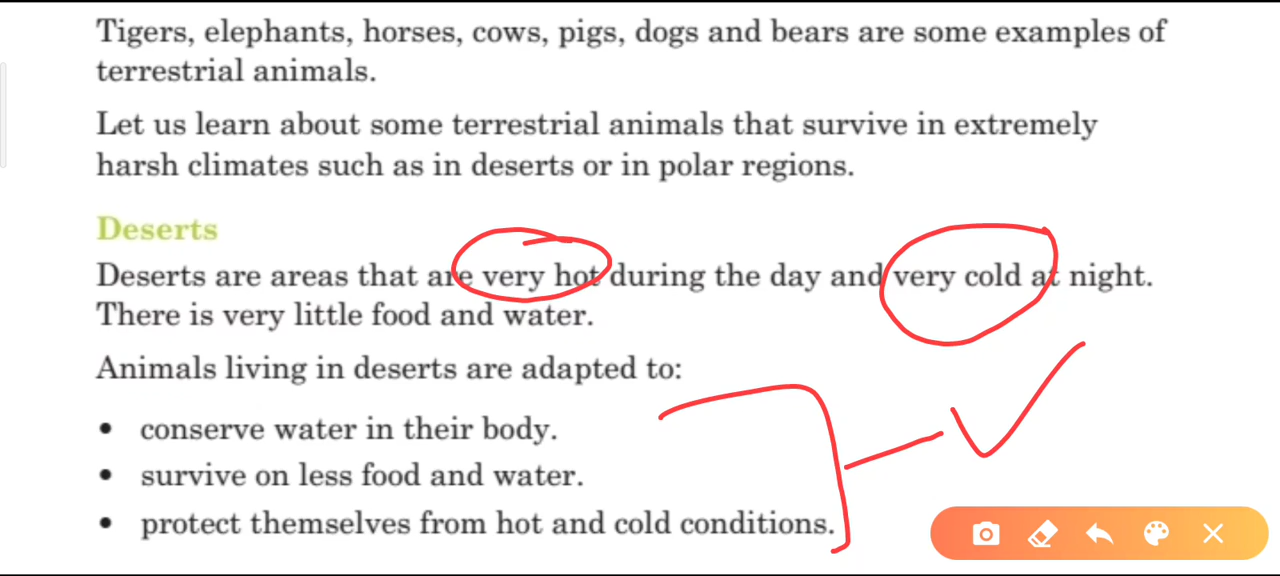 Tigers, elephants, horses, cows, pigs, dogs and bears are some examples of
terrestrial animals.
Let us learn about some terrestrial animals that survive in extremely
harsh climates such as in deserts or in polar regions.
Deserts
Deserts are areas that are very hot during the day and very cold at night.
There is very little food and water.
Animals living in deserts are adapted to:
• conserve water in their body.
• survive on less food and water.
• protect themselves from hot and cold conditions.